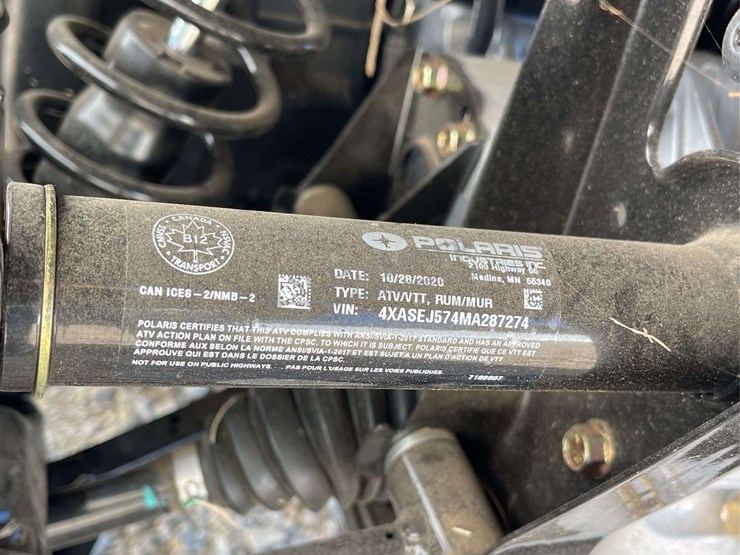 CANADA
B12
TRANSPORT
CAN ICES-2/NMB-2
POLARIS
INDUSTRIES
2100 Highway 55
Medina, MN 55340
DATE: 10/28/2020
TYPE: ATV/VTT, RUM/MUR
VIN: 4XASEJ574MA287274
POLARIS CERTIFIES THAT THIS ATV COMPLIES WITH ANSI/SVIA-1-2017 STANDARD AND HAS AN APPROVED
ATV ACTION PLAN ON FILE WITH THE CPSC, TO WHICH IT IS SUBJECT. POLARIS CERTIFIE QUE CE VTT EST
CONFORME AUX SELON LA NORME ANSI/SVIA-1-2017 ET EST SUJET A UN PLAN D'ACTION DE VTT
APPROUVE QUI EST DANS LE DOSSIER DE LA CPSC.
NOT FOR USE ON PUBLIC HIGHWAYS. . . PAS POUR L'USAGE SUR LES VOIES PUBLIQUES.